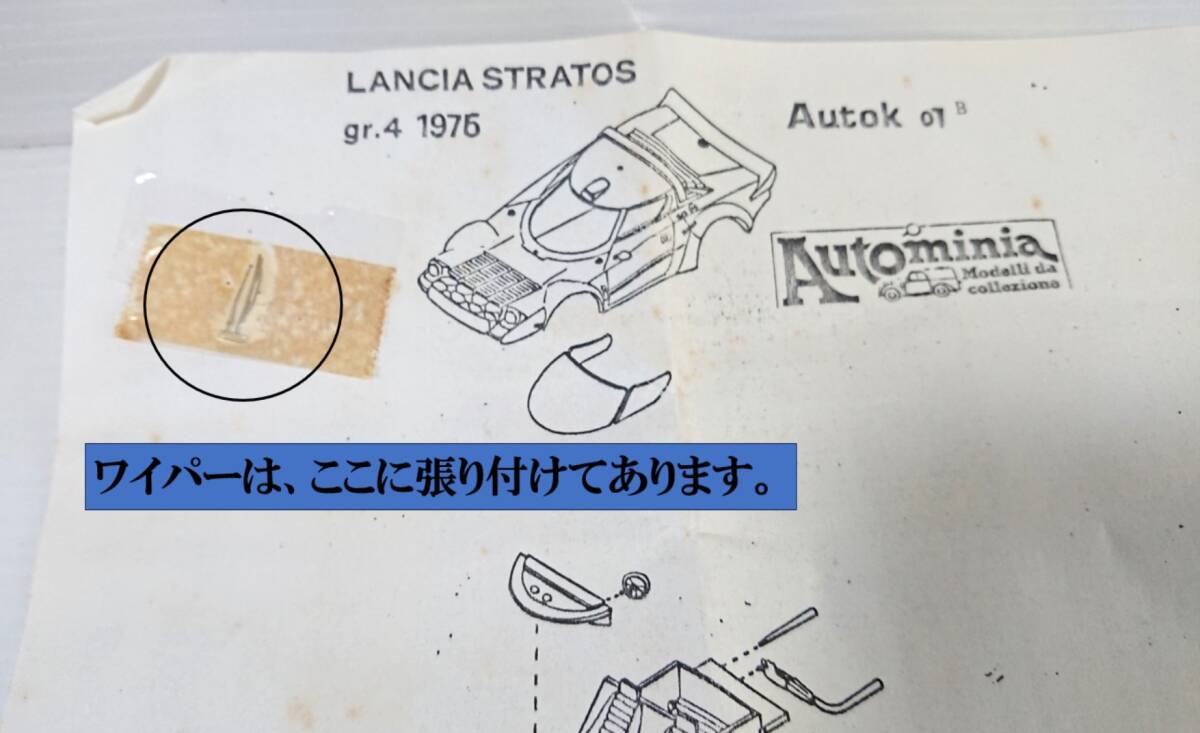 LANCIA STRATOS
gr.4 1976
Autok 07 B
Autominia
Modelli da
collezione
ワイパーは、ここに張り付けてあります。